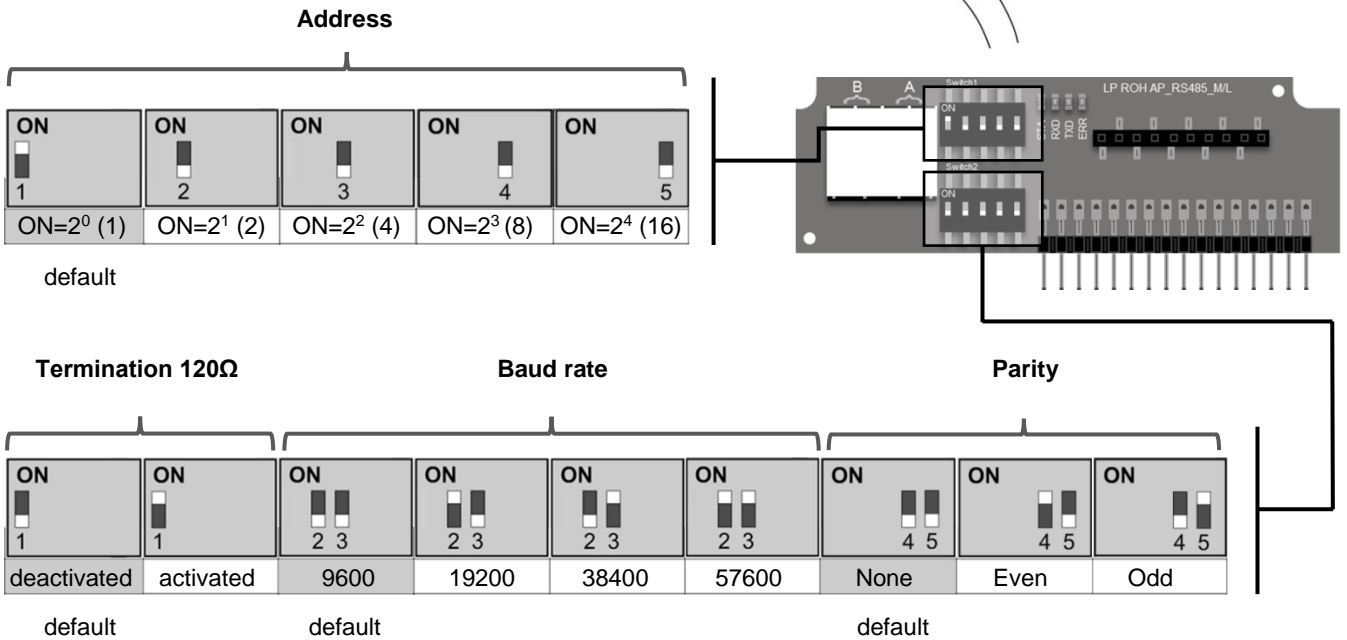 Address
ON ON ON ON ON
1 2 3 4 5
ON=2⁰ (1) ON=2¹ (2) ON=2² (4) ON=2³ (8) ON=2⁴ (16)
default
B A Switch1 LP ROH AP_RS485_M/L
ON
STA RXD TXD ERR
Switch2
ON
Termination 120Ω Baud rate Parity
ON ON ON ON ON ON ON ON ON
1 1 2 3 2 3 2 3 2 3 4 5 4 5 4 5
deactivated activated 9600 19200 38400 57600 None Even Odd
default default default